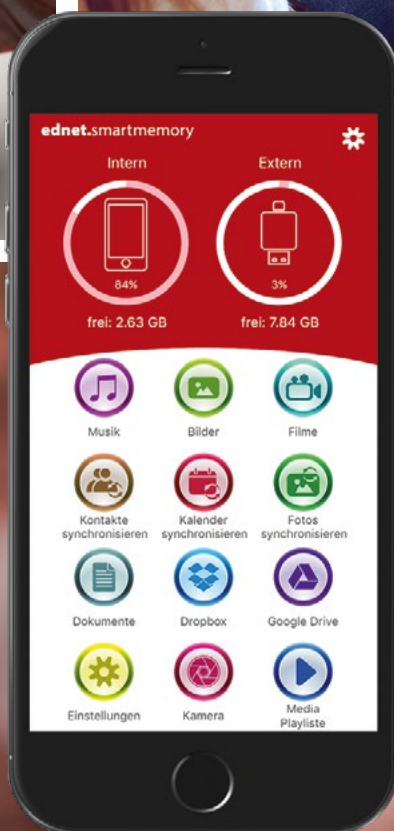 ednet.smartmemory
Intern Extern
84% 3%
frei: 2.63 GB frei: 7.84 GB
Musik Bilder Filme
Kontakte synchronisieren Kalender synchronisieren Fotos synchronisieren
Dokumente Dropbox Google Drive
Einstellungen Kamera Media Playliste